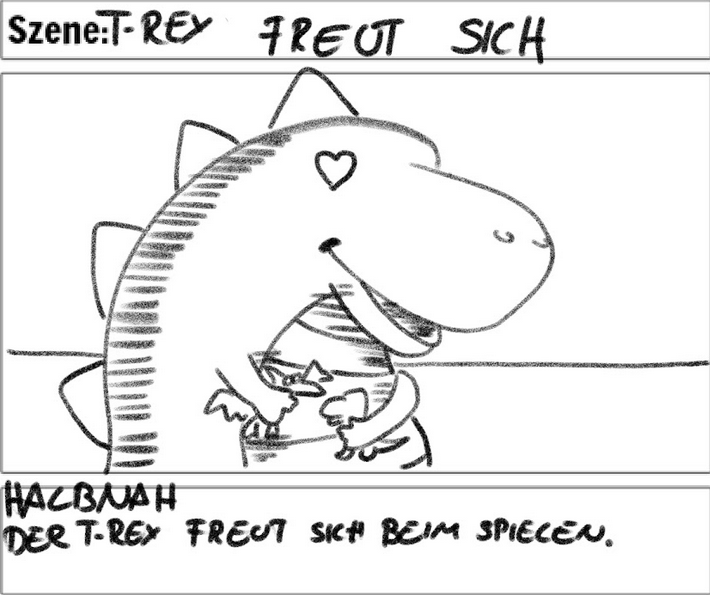 Szene: T-REX FREUT SICH
HALBNAH
DER T-REX FREUT SICH BEIM SPIELEN.